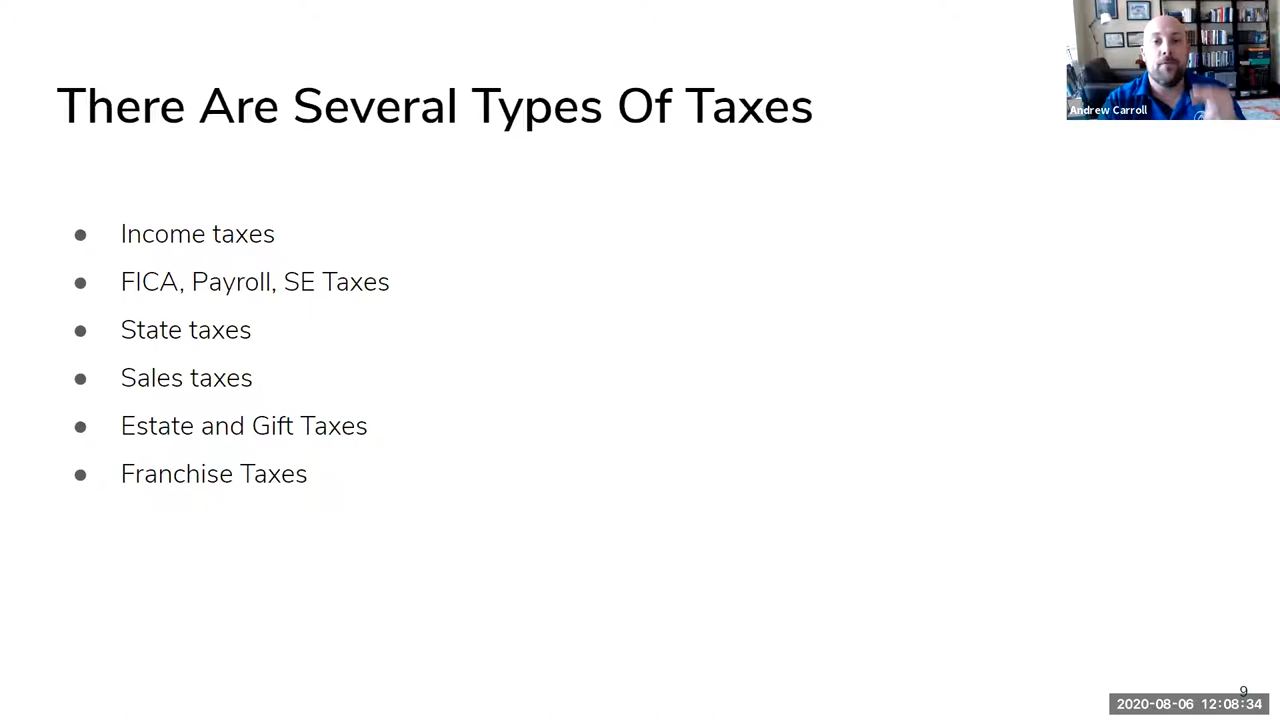 There Are Several Types Of Taxes
Andrew Carroll
● Income taxes
● FICA, Payroll, SE Taxes
● State taxes
● Sales taxes
● Estate and Gift Taxes
● Franchise Taxes
9
2020-08-06 12:08:34